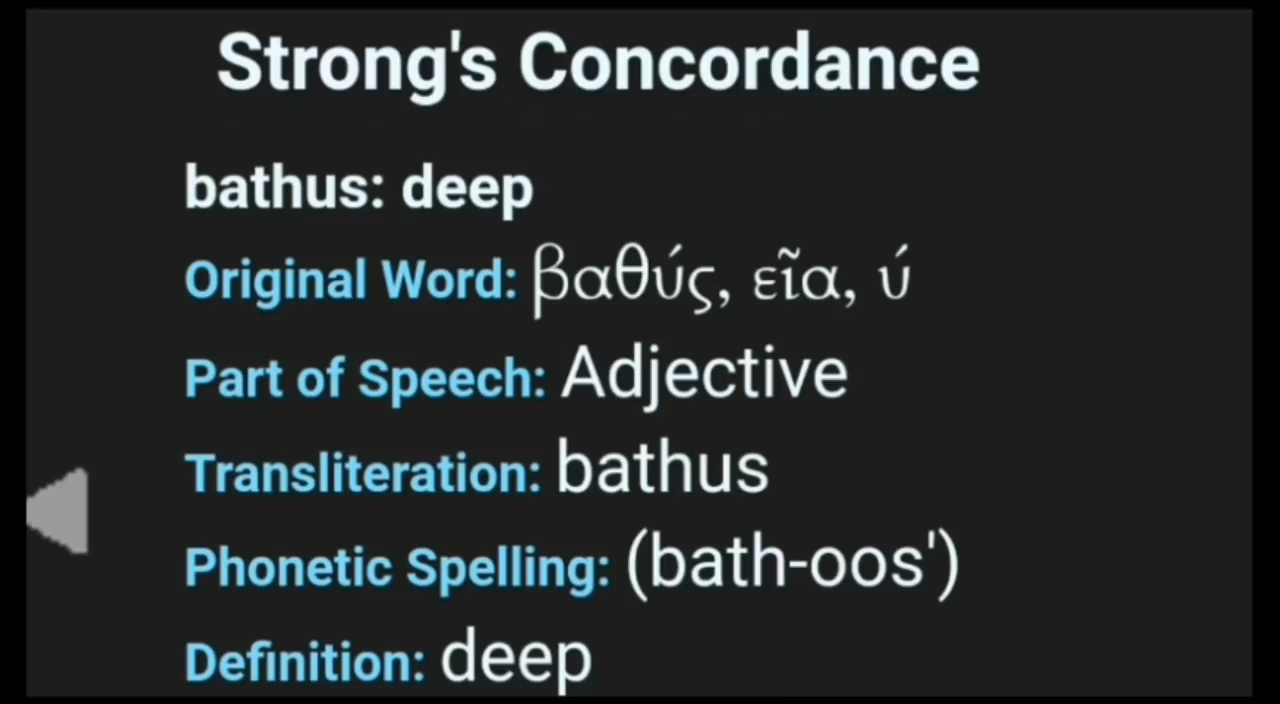 Strong's Concordance
bathus: deep
Original Word: βαθύς, εῖα, ύ
Part of Speech: Adjective
Transliteration: bathus
Phonetic Spelling: (bath-oos')
Definition: deep